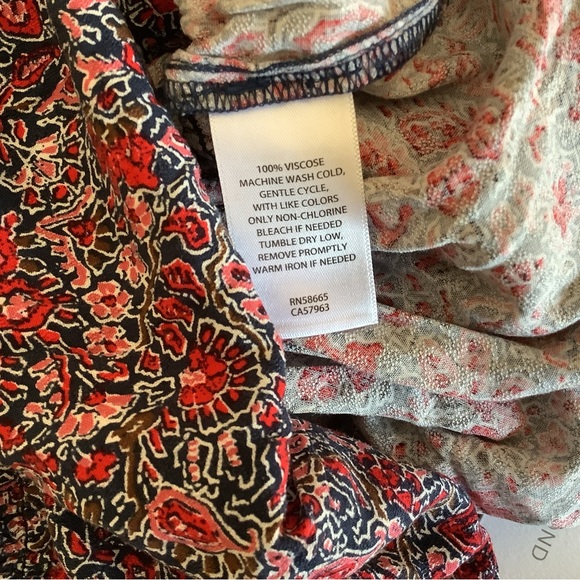 100% VISCOSE
MACHINE WASH COLD,
GENTLE CYCLE,
WITH LIKE COLORS
ONLY NON-CHLORINE
BLEACH IF NEEDED
TUMBLE DRY LOW,
REMOVE PROMPTLY
WARM IRON IF NEEDED
RN58665
CA57963
ND